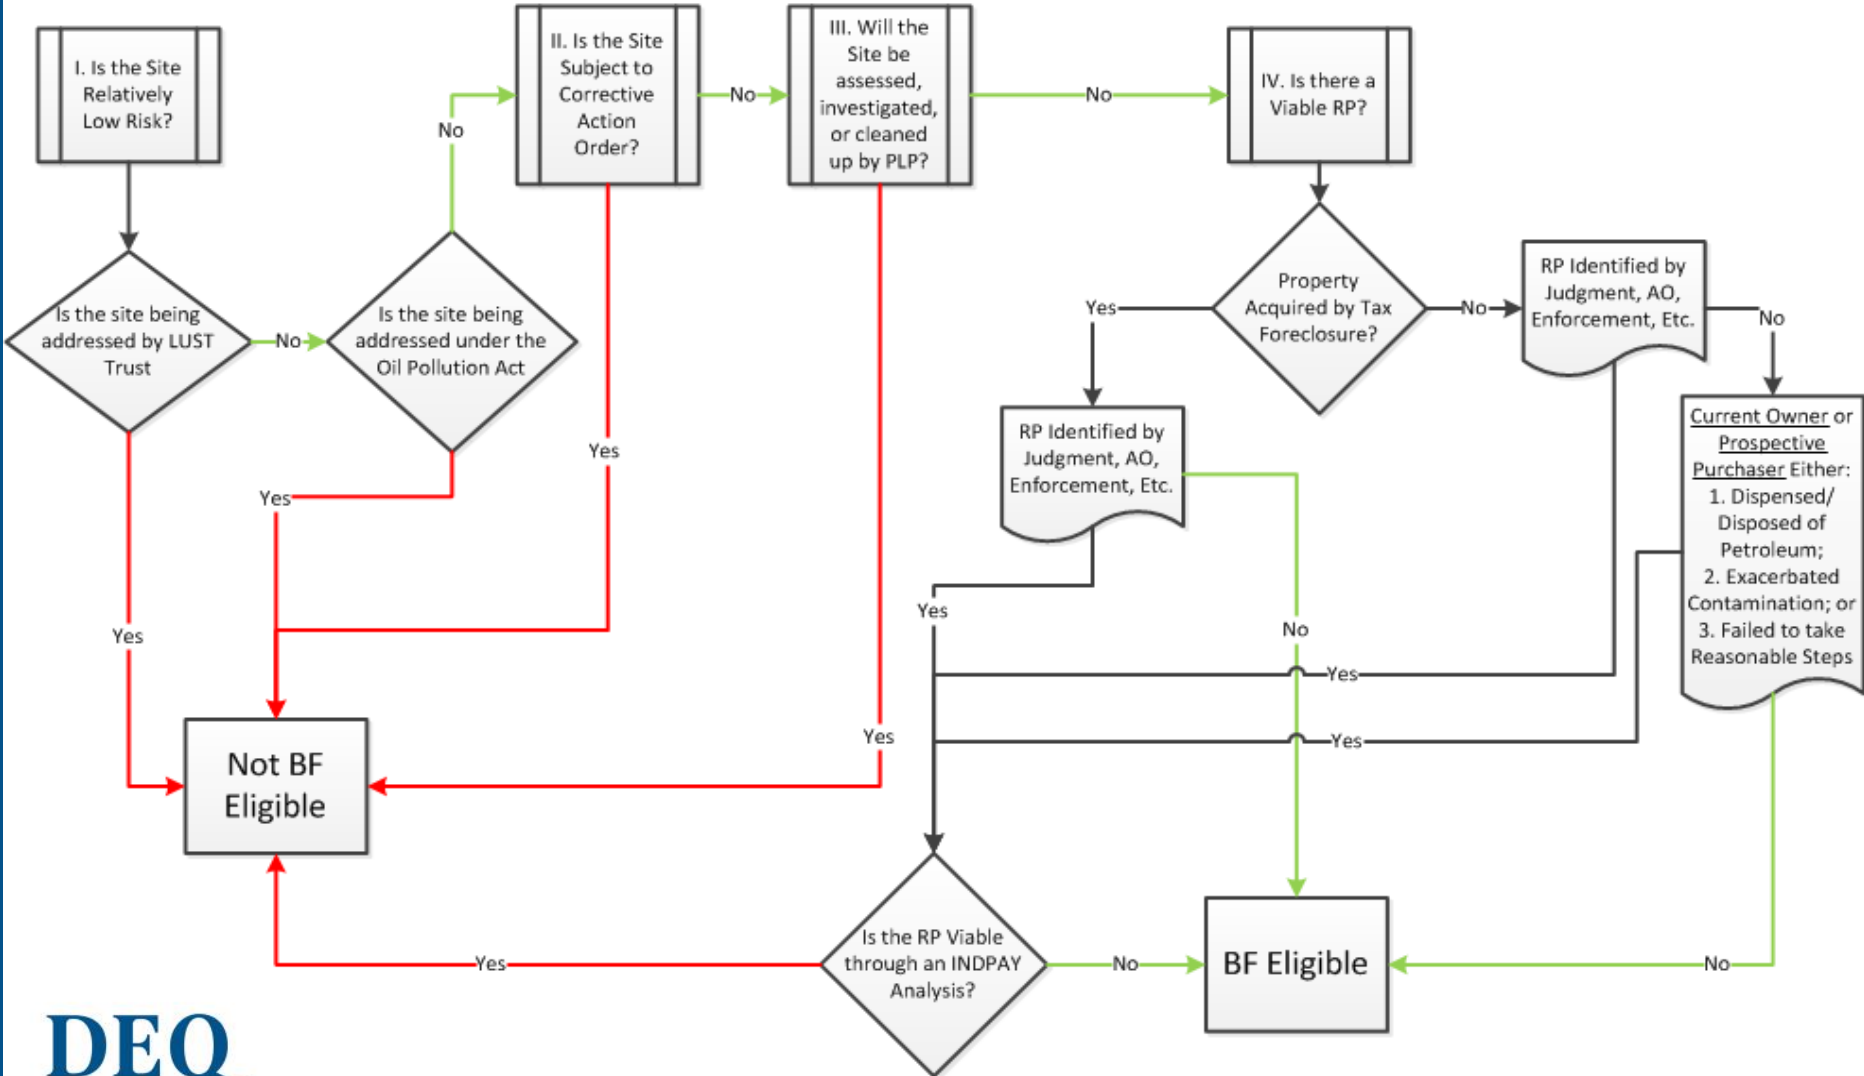 I. Is the Site
Relatively
Low Risk?
II. Is the Site
Subject to
Corrective
Action
Order?
III. Will the
Site be
assessed,
investigated,
or cleaned
up by PLP?
IV. Is there a
Viable RP?
No
No
No
Is the site being
addressed by LUST
Trust
No
Is the site being
addressed under the
Oil Pollution Act
Property
Acquired by Tax
Foreclosure?
Yes
No
RP Identified by
Judgment, AO,
Enforcement, Etc.
No
RP Identified by
Judgment, AO,
Enforcement, Etc.
Current Owner or
Prospective
Purchaser Either:
1. Dispensed/
Disposed of
Petroleum;
2. Exacerbated
Contamination; or
3. Failed to take
Reasonable Steps
Yes
Yes
Yes
Yes
No
Yes
Yes
Yes
Not BF
Eligible
Is the RP Viable
through an INDPAY
Analysis?
Yes
No
BF Eligible
No
DEQ